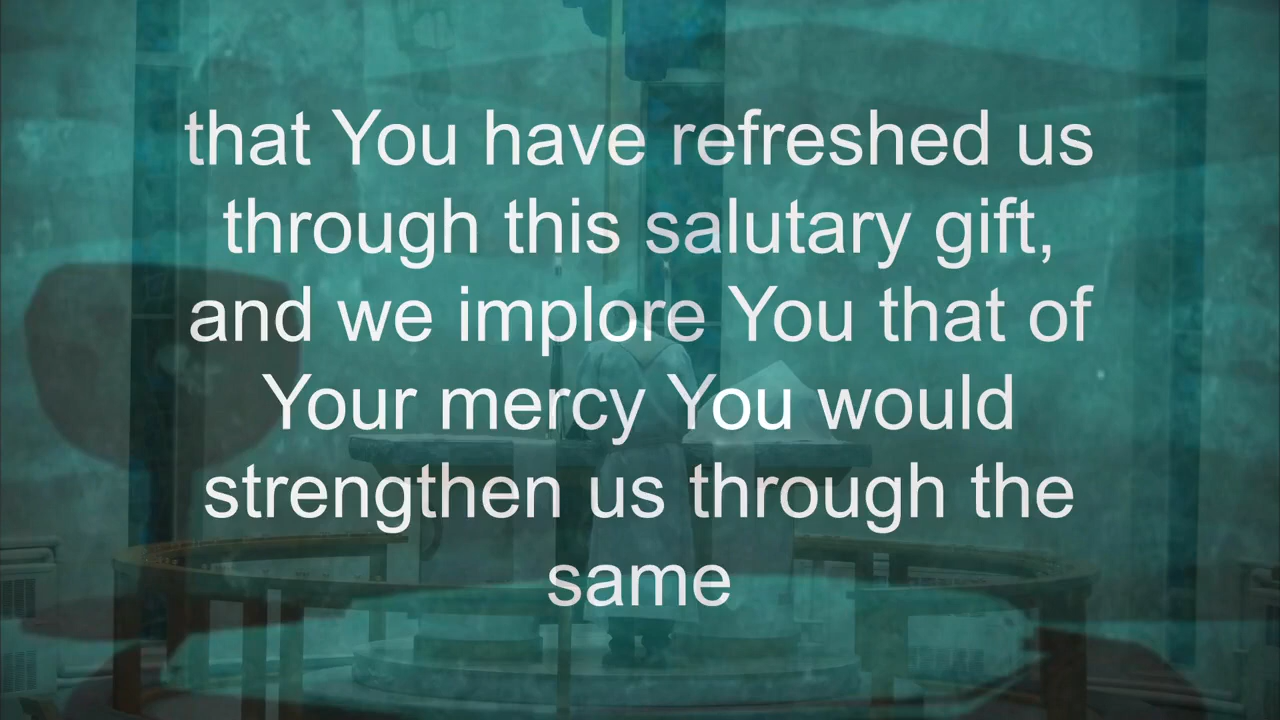 that You have refreshed us
through this salutary gift,
and we implore You that of
Your mercy You would
strengthen us through the
same